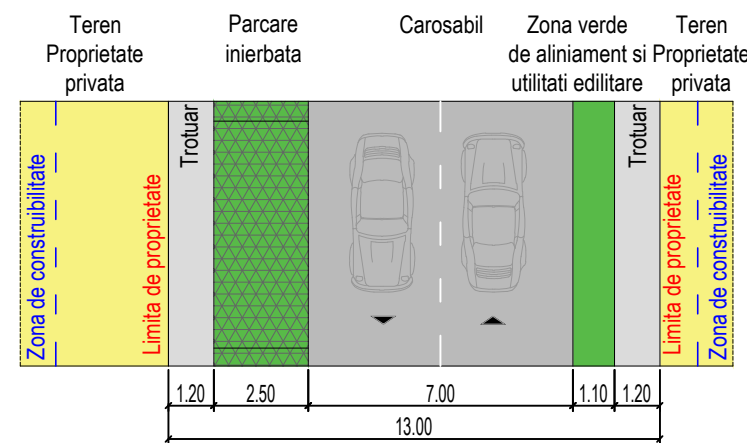 Teren
Proprietate
privata
Parcare
inierbata
Carosabil
Zona verde
de aliniament si
utilitati edilitare
Teren
Proprietate
privata
Zona de construibilitate
Limita de proprietate
Trotuar
Trotuar
Limita de proprietate
Zona de construibilitate
1.20
2.50
7.00
1.10
1.20
13.00